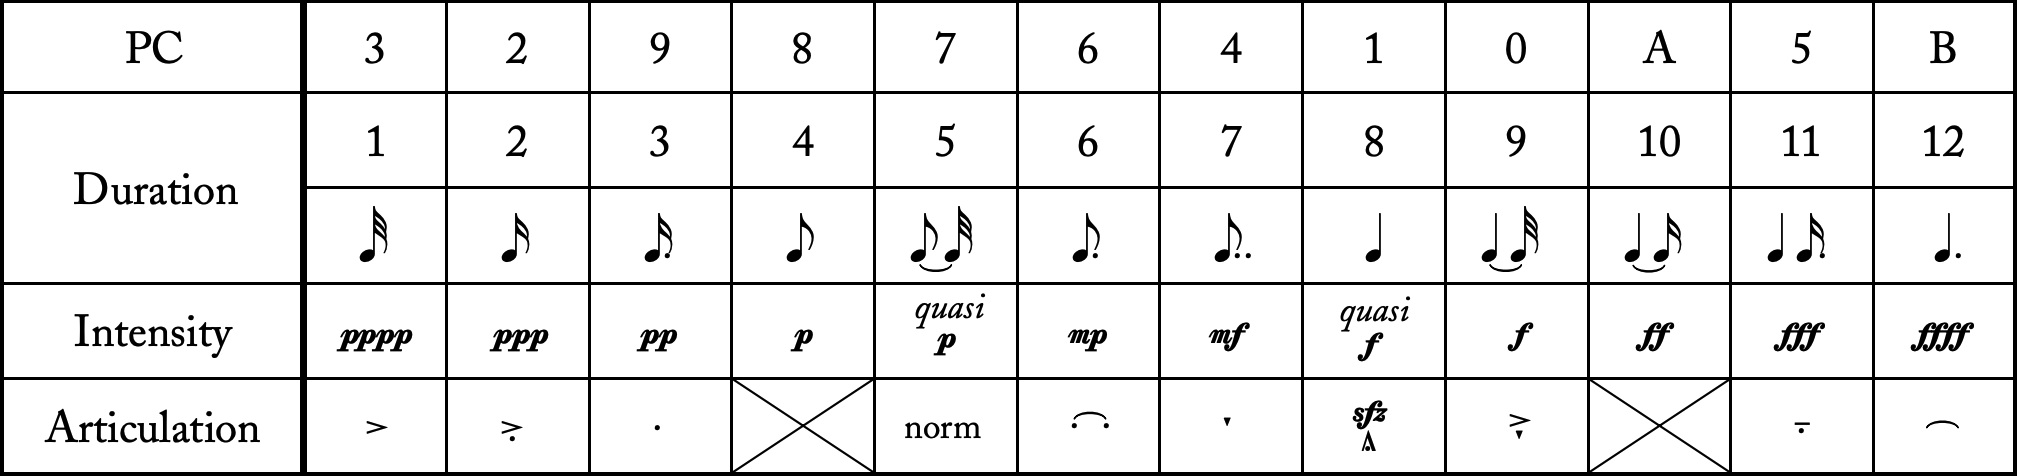 PC 3 2 9 8 7 6 4 1 0 A 5 B
Duration 1 2 3 4 5 6 7 8 9 10 11 12
Intensity pppp ppp pp p quasi p mp mf quasi f f ff fff ffff
Articulation norm sfz